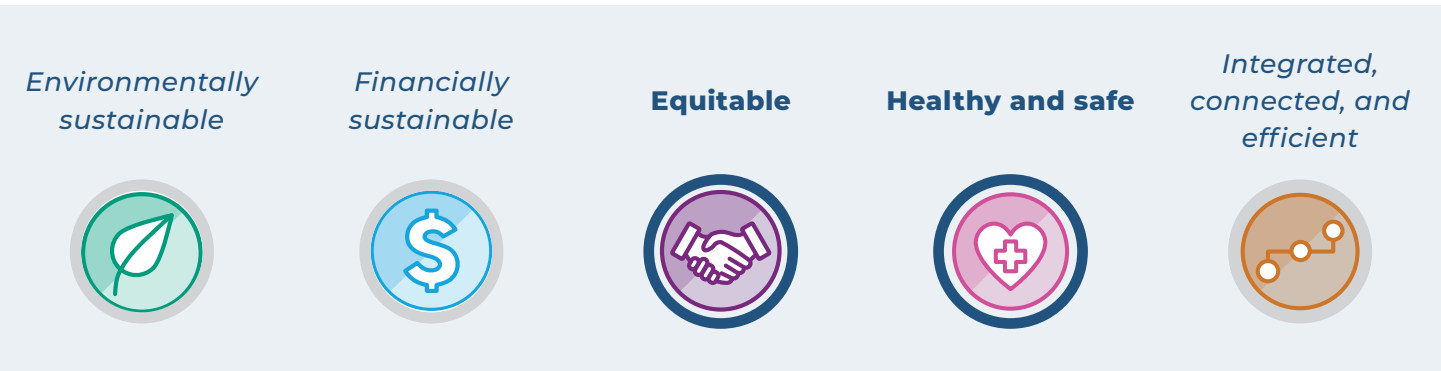 Environmentally
sustainable
Financially
sustainable
Equitable
Healthy and safe
Integrated,
connected, and
efficient